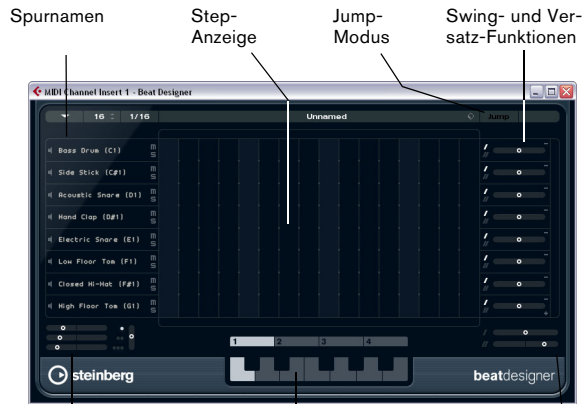 Spurnamen
Step-
Anzeige
Jump-
Modus
Swing- und Ver-
satz-Funktionen
MIDI Channel Insert 1 - Beat Designer
16 1/16 Unnamed Jump
Bass Drum (C1) m s
Side Stick (C#1) m s
Acoustic Snare (D1) m s
Hand Clap (D#1) m s
Electric Snare (E1) m s
Low Floor Tom (F1) m s
Closed Hi-Hat (F#1) m s
High Floor Tom (G1) m s
1 2 3 4
steinberg
beatdesigner